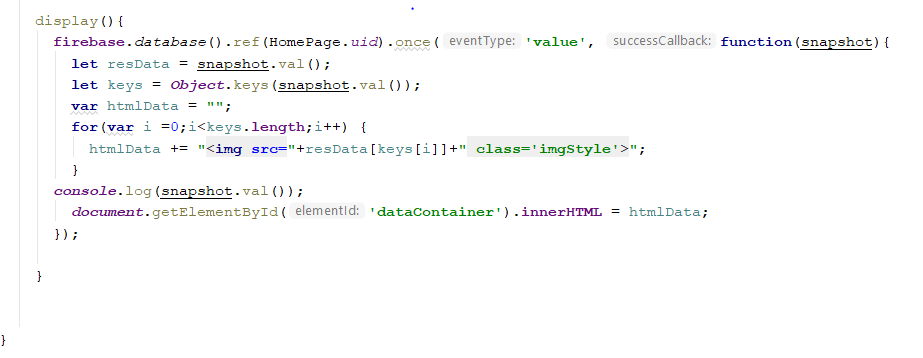 display(){
firebase.database().ref(HomePage.uid).once( eventType: 'value', successCallback: function(snapshot){
let resData = snapshot.val();
let keys = Object.keys(snapshot.val());
var htmlData = "";
for(var i =0;i<keys.length;i++) {
htmlData += "<img src="+resData[keys[i]]+" class='imgStyle'>";
}
console.log(snapshot.val());
document.getElementById( elementId: 'dataContainer').innerHTML = htmlData;
});
}
}